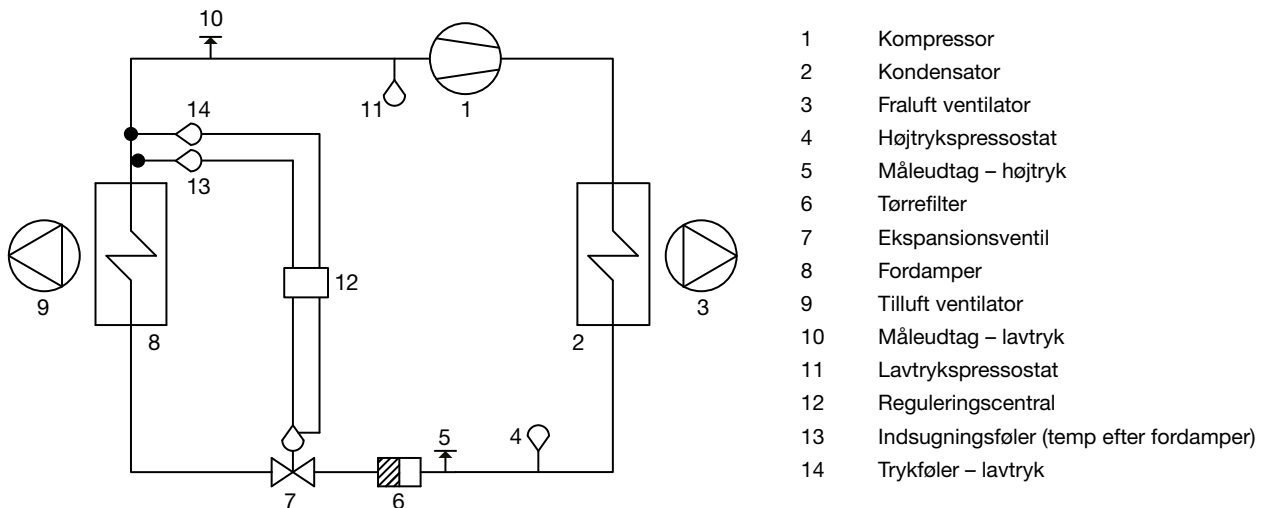 10
11
1
14
13
12
9
8
2
3
7
6
5
4
1 Kompressor
2 Kondensator
3 Fraluft ventilator
4 Højtrykspressostat
5 Måleudtag – højtryk
6 Tørrefilter
7 Ekspansionsventil
8 Fordamper
9 Tilluft ventilator
10 Måleudtag – lavtryk
11 Lavtrykspressostat
12 Reguleringscentral
13 Indsugningsføler (temp efter fordamper)
14 Trykføler – lavtryk